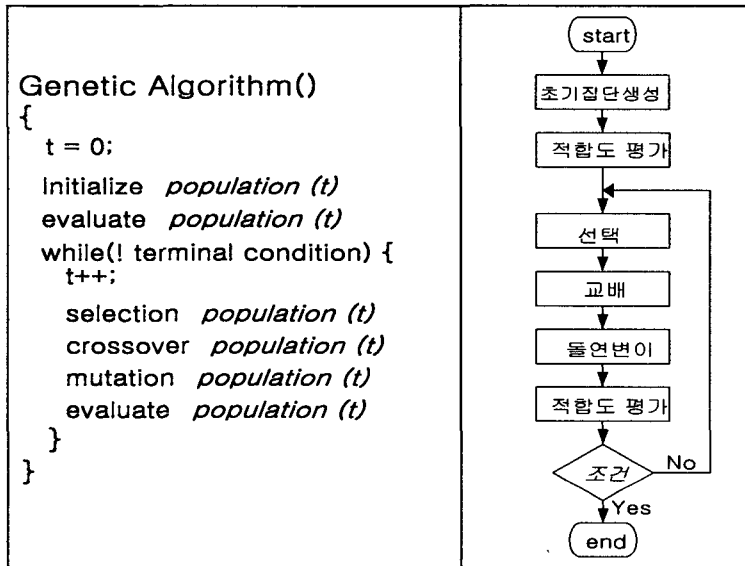 Genetic Algorithm()
{
t = 0;
Initialize population (t)
evaluate population (t)
while(! terminal condition) {
t++;
selection population (t)
crossover population (t)
mutation population (t)
evaluate population (t)
}
}
start
초기집단생성
적합도 평가
선택
교배
돌연변이
적합도 평가
조건
No
Yes
end